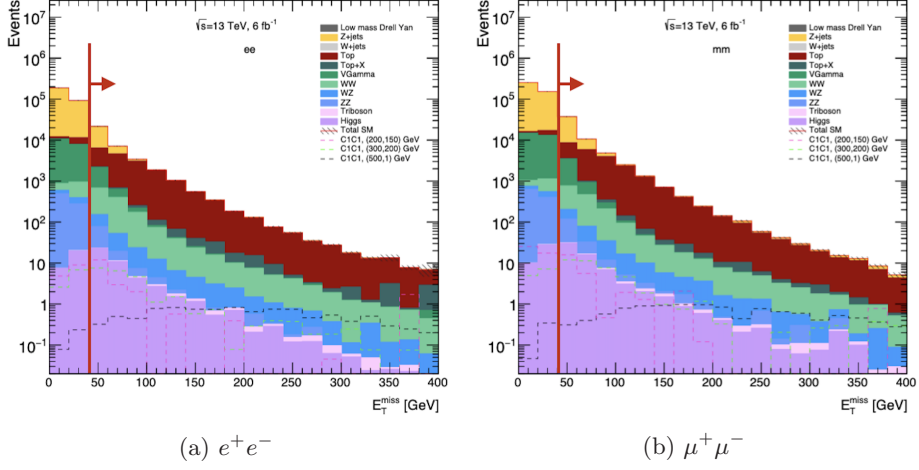 Events
10⁷
10⁶
10⁵
10⁴
10³
10²
10
1
10⁻¹
√s=13 TeV, 6 fb⁻¹
ee
Low mass Drell Yan
Z+jets
W+jets
Top
Top+X
VGamma
WW
WZ
ZZ
Triboson
Higgs
Total SM
C1C1, (200,150) GeV
C1C1, (300,200) GeV
C1C1, (500,1) GeV
0 50 100 150 200 250 300 350 400
E_T^miss [GeV]
(a) e⁺e⁻
Events
10⁷
10⁶
10⁵
10⁴
10³
10²
10
1
10⁻¹
√s=13 TeV, 6 fb⁻¹
mm
Low mass Drell Yan
Z+jets
W+jets
Top
Top+X
VGamma
WW
WZ
ZZ
Triboson
Higgs
Total SM
C1C1, (200,150) GeV
C1C1, (300,200) GeV
C1C1, (500,1) GeV
0 50 100 150 200 250 300 350 400
E_T^miss [GeV]
(b) μ⁺μ⁻